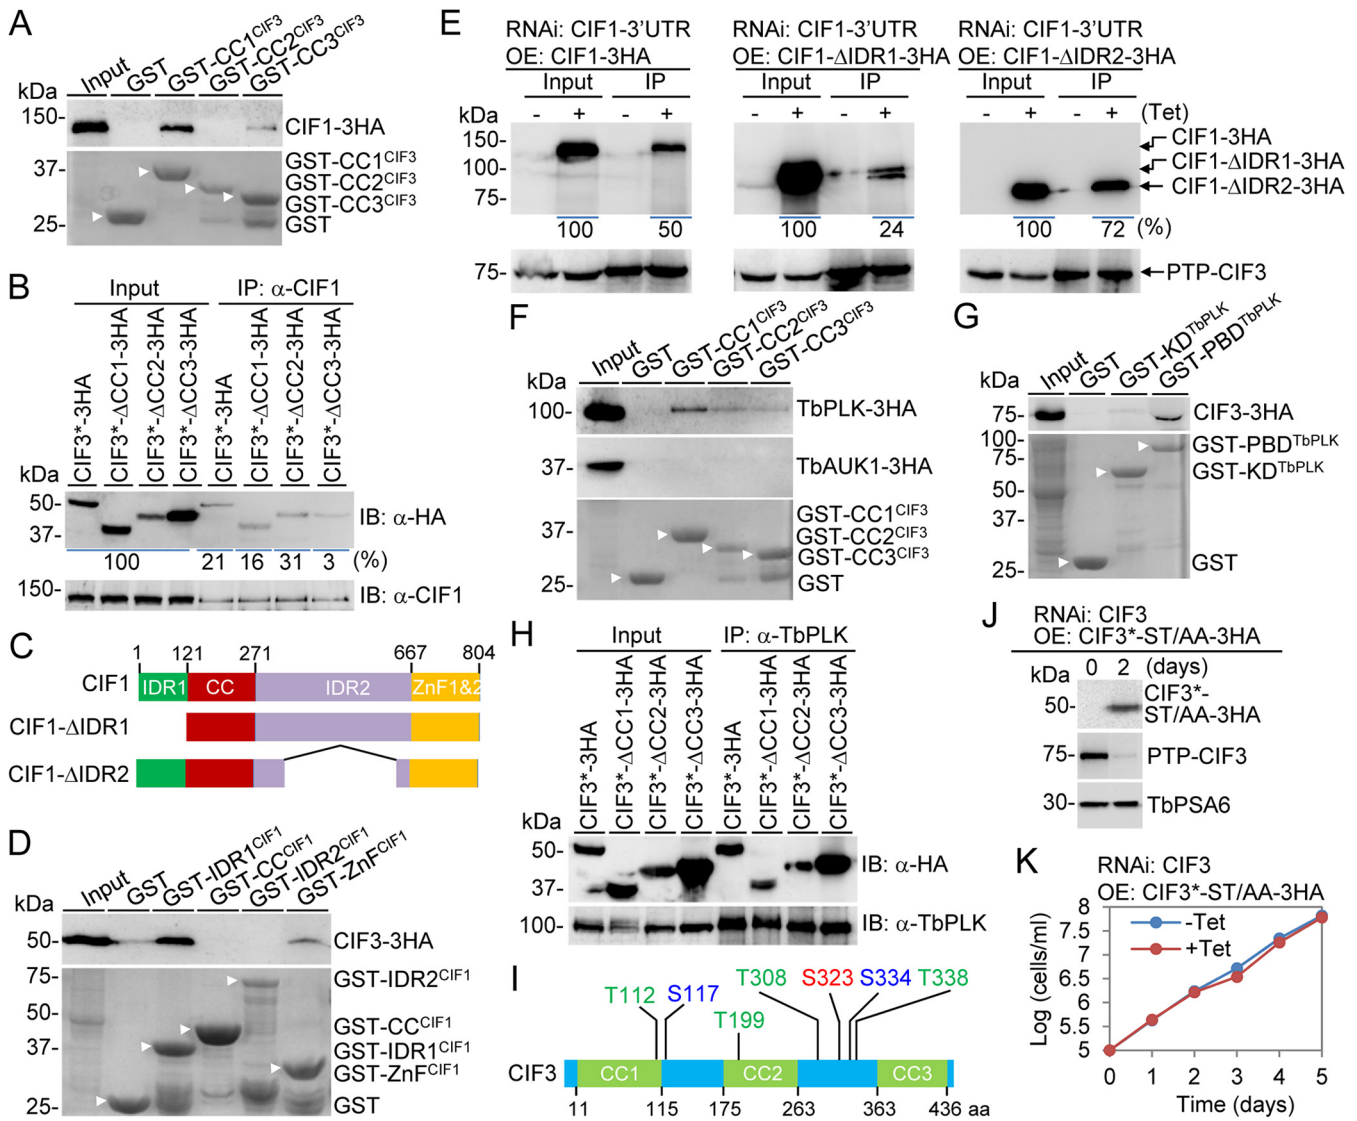 A
Input
GST
GST-CC1CIF3
GST-CC2CIF3
GST-CC3CIF3
kDa
150-
CIF1-3HA
37-
GST-CC1CIF3
GST-CC2CIF3
GST-CC3CIF3
25-
GST
B
Input
IP: α-CIF1
CIF3*-3HA
CIF3*-ΔCC1-3HA
CIF3*-ΔCC2-3HA
CIF3*-ΔCC3-3HA
CIF3*-3HA
CIF3*-ΔCC1-3HA
CIF3*-ΔCC2-3HA
CIF3*-ΔCC3-3HA
kDa
50-
37-
IB: α-HA
100 21 16 31 3 (%)
150-
IB: α-CIF1
C
1 121 271 667 804
CIF1 IDR1 CC IDR2 ZnF1&2
CIF1-ΔIDR1
CIF1-ΔIDR2
D
Input
GST
GST-IDR1CIF1
GST-CCCIF1
GST-IDR2CIF1
GST-ZnFCIF1
kDa
50-
CIF3-3HA
75-
GST-IDR2CIF1
50-
GST-CCCIF1
37-
GST-IDR1CIF1
GST-ZnFCIF1
25-
GST
E
RNAi: CIF1-3'UTR
OE: CIF1-3HA
RNAi: CIF1-3'UTR
OE: CIF1-ΔIDR1-3HA
RNAi: CIF1-3'UTR
OE: CIF1-ΔIDR2-3HA
Input IP Input IP Input IP
kDa - + - + - + - + - + - + (Tet)
150-
100-
75-
CIF1-3HA
CIF1-ΔIDR1-3HA
CIF1-ΔIDR2-3HA
100 50 100 24 100 72 (%)
75-
PTP-CIF3
F
Input
GST
GST-CC1CIF3
GST-CC2CIF3
GST-CC3CIF3
kDa
100-
TbPLK-3HA
37-
TbAUK1-3HA
GST-CC1CIF3
37-
GST-CC2CIF3
GST-CC3CIF3
25-
GST
G
Input
GST
GST-KDTbPLK
GST-PBDTbPLK
kDa
75-
CIF3-3HA
100-
75-
50-
37-
25-
GST-PBDTbPLK
GST-KDTbPLK
GST
H
Input
IP: α-TbPLK
CIF3*-3HA
CIF3*-ΔCC1-3HA
CIF3*-ΔCC2-3HA
CIF3*-ΔCC3-3HA
CIF3*-3HA
CIF3*-ΔCC1-3HA
CIF3*-ΔCC2-3HA
CIF3*-ΔCC3-3HA
kDa
50-
37-
IB: α-HA
100-
IB: α-TbPLK
I
T112 S117 T199 T308 S323 S334 T338
CIF3 CC1 CC2 CC3
11 115 175 263 363 436 aa
J
RNAi: CIF3
OE: CIF3*-ST/AA-3HA
0 2 (days)
kDa
50-
CIF3*-
ST/AA-3HA
75-
PTP-CIF3
30-
TbPSA6
K
RNAi: CIF3
OE: CIF3*-ST/AA-3HA
-Tet
+Tet
Log (cells/ml)
8
7.5
7
6.5
6
5.5
5
0 1 2 3 4 5
Time (days)